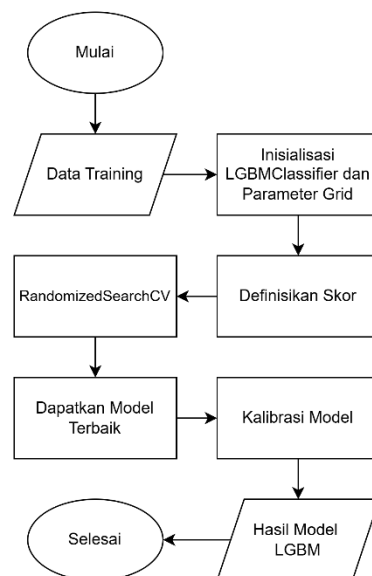 Mulai
Data Training
Inisialisasi
LGBMClassifier dan
Parameter Grid
Definisikan Skor
RandomizedSearchCV
Dapatkan Model
Terbaik
Kalibrasi Model
Hasil Model
LGBM
Selesai